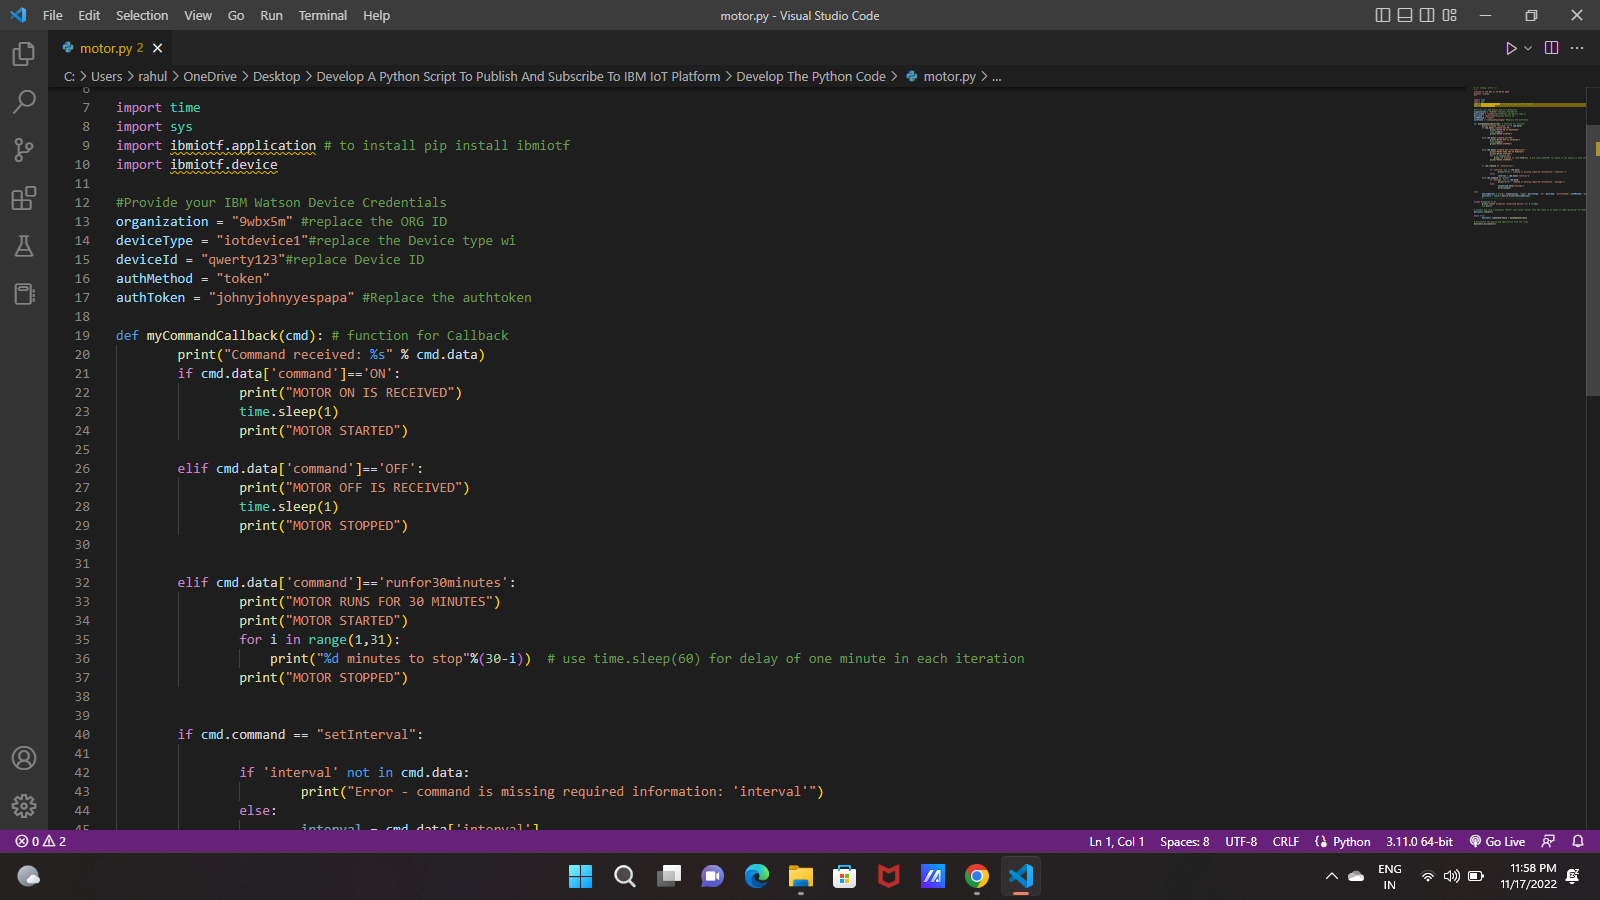 File Edit Selection View Go Run Terminal Help motor.py - Visual Studio Code
motor.py 2
C: > Users > rahul > OneDrive > Desktop > Develop A Python Script To Publish And Subscribe To IBM IoT Platform > Develop The Python Code > motor.py > ...
6
7 import time
8 import sys
9 import ibmiotf.application # to install pip install ibmiotf
10 import ibmiotf.device
11
12 #Provide your IBM Watson Device Credentials
13 organization = "9wbx5m" #replace the ORG ID
14 deviceType = "iotdevice1"#replace the Device type wi
15 deviceId = "qwerty123"#replace Device ID
16 authMethod = "token"
17 authToken = "johnyjohnyyespapa" #Replace the authtoken
18
19 def myCommandCallback(cmd): # function for Callback
20 print("Command received: %s" % cmd.data)
21 if cmd.data['command']=='ON':
22 print("MOTOR ON IS RECEIVED")
23 time.sleep(1)
24 print("MOTOR STARTED")
25
26 elif cmd.data['command']=='OFF':
27 print("MOTOR OFF IS RECEIVED")
28 time.sleep(1)
29 print("MOTOR STOPPED")
30
31
32 elif cmd.data['command']=='runfor30minutes':
33 print("MOTOR RUNS FOR 30 MINUTES")
34 print("MOTOR STARTED")
35 for i in range(1,31):
36 print("%d minutes to stop"%(30-i)) # use time.sleep(60) for delay of one minute in each iteration
37 print("MOTOR STOPPED")
38
39
40 if cmd.command == "setInterval":
41
42 if 'interval' not in cmd.data:
43 print("Error - command is missing required information: 'interval'")
44 else:
45 interval = cmd.data['interval']
0 2 Ln 1, Col 1 Spaces: 8 UTF-8 CRLF Python 3.11.0 64-bit Go Live
ENG IN 11:58 PM 11/17/2022